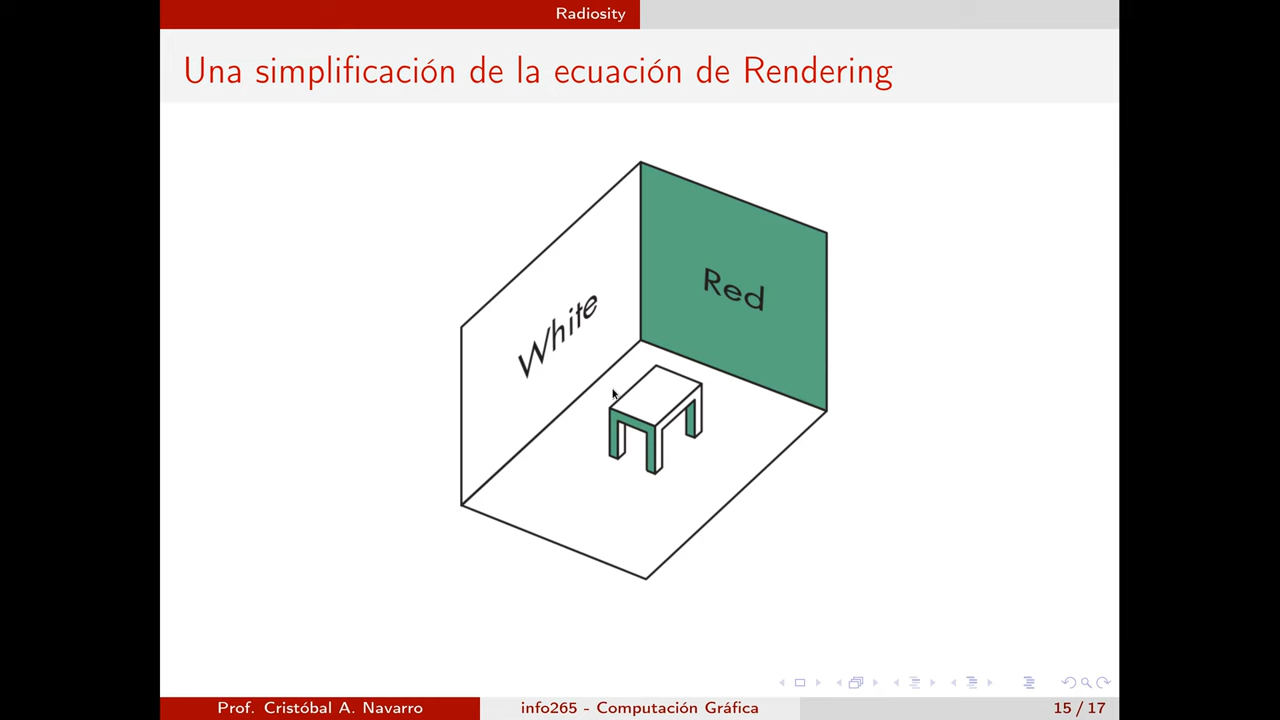 Radiosity
Una simplificación de la ecuación de Rendering
White
Red
Prof. Cristóbal A. Navarro
info265 - Computación Gráfica
15 / 17